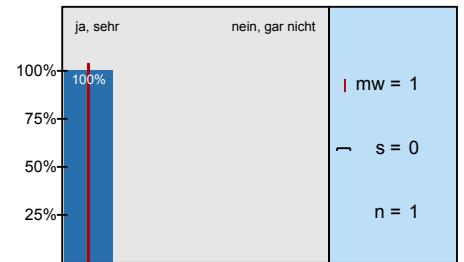 ja, sehr nein, gar nicht
100%
100%
mw = 1
75%
s = 0
50%
25%
n = 1